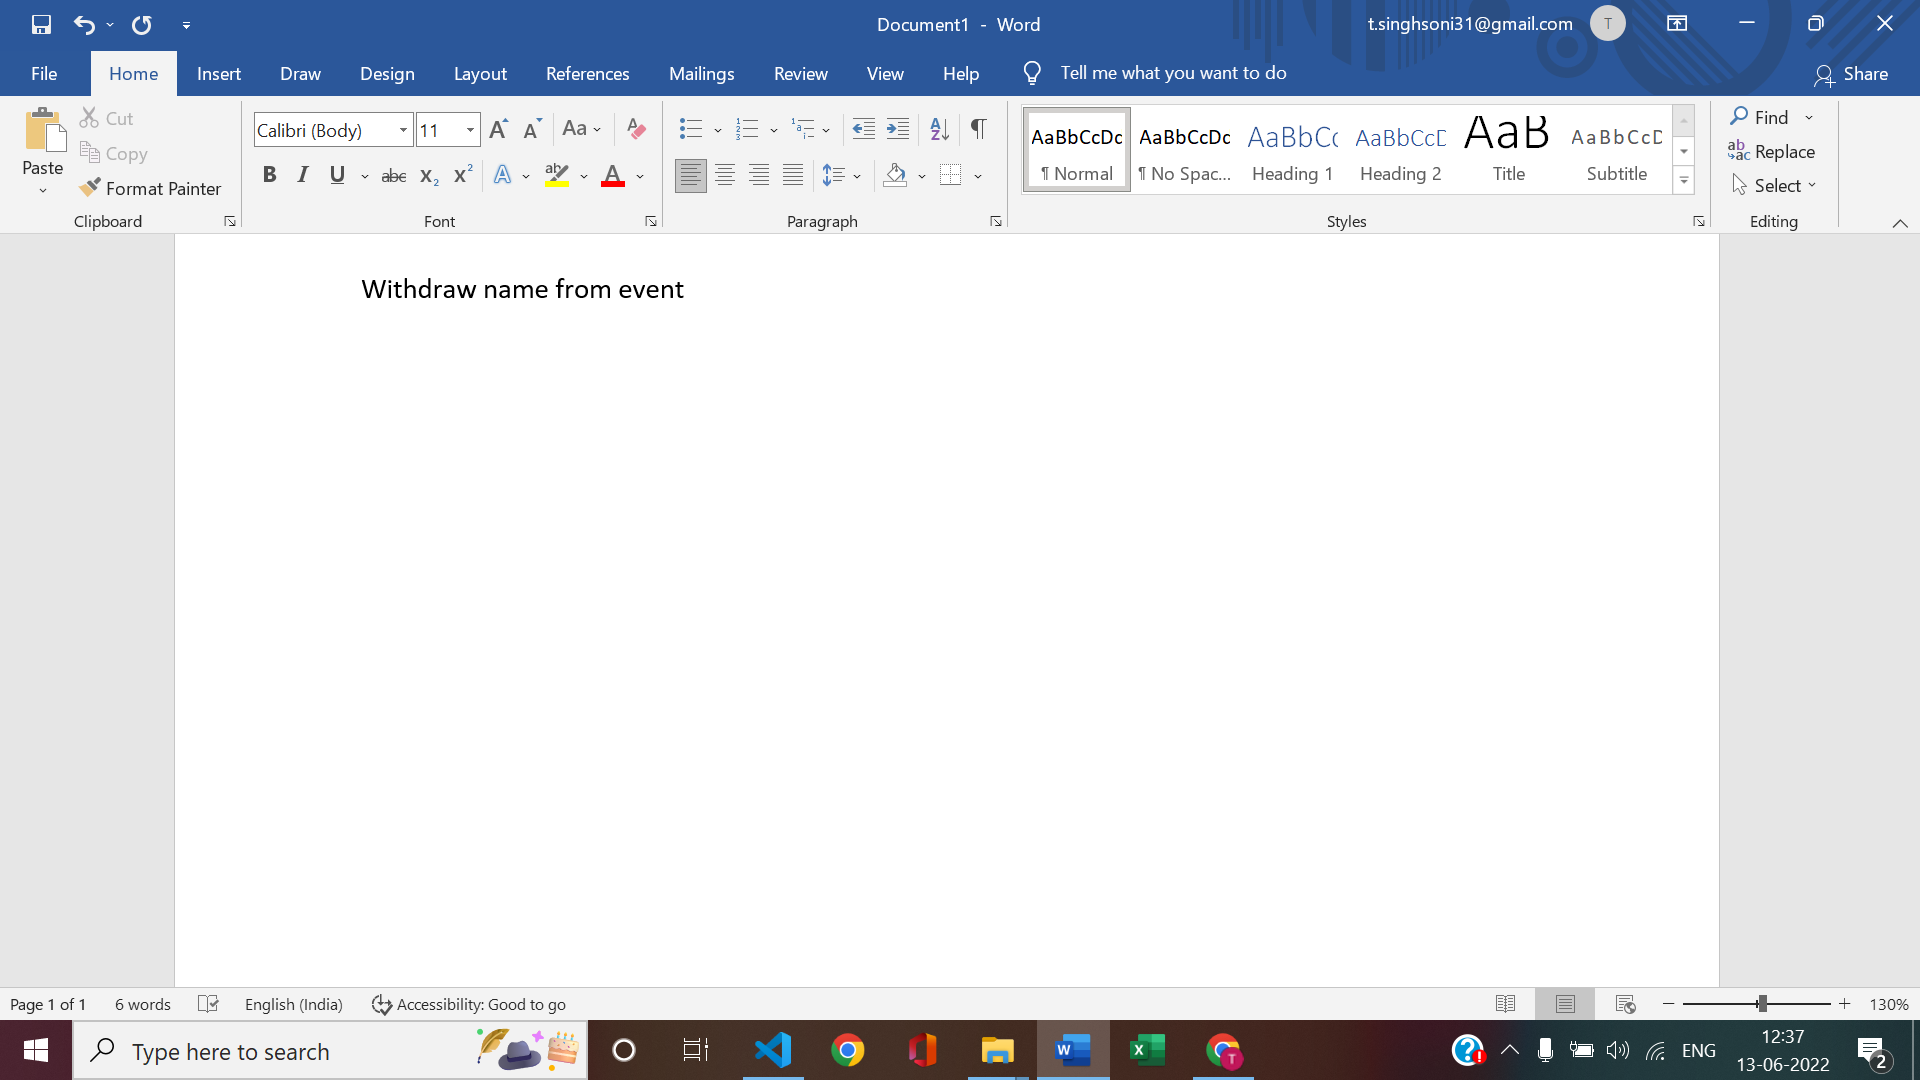 Document1 - Word
t.singhsoni31@gmail.com T
File Home Insert Draw Design Layout References Mailings Review View Help Tell me what you want to do Share
Paste Cut
Copy
Format Painter
Clipboard
Calibri (Body) 11
Font
Paragraph
AaBbCcDc AaBbCcDc AaBbCc AaBbCcD AaB AaBbCcD
¶ Normal ¶ No Spac... Heading 1 Heading 2 Title Subtitle
Styles
Find
Replace
Select
Editing
Withdraw name from event
Page 1 of 1 6 words English (India) Accessibility: Good to go 130%
Type here to search
ENG 12:37
13-06-2022 2